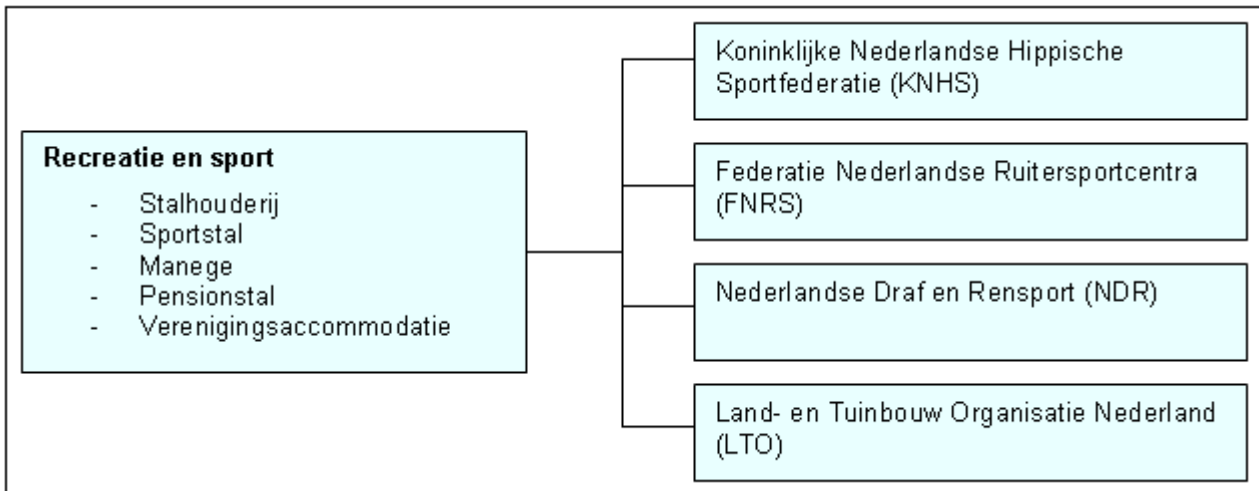 Recreatie en sport
- Stalhouderij
- Sportstal
- Manege
- Pensionstal
- Verenigingsaccommodatie
Koninklijke Nederlandse Hippische
Sportfederatie (KNHS)
Federatie Nederlandse Ruitersportcentra
(FNRS)
Nederlandse Draf en Rensport (NDR)
Land- en Tuinbouw Organisatie Nederland
(LTO)